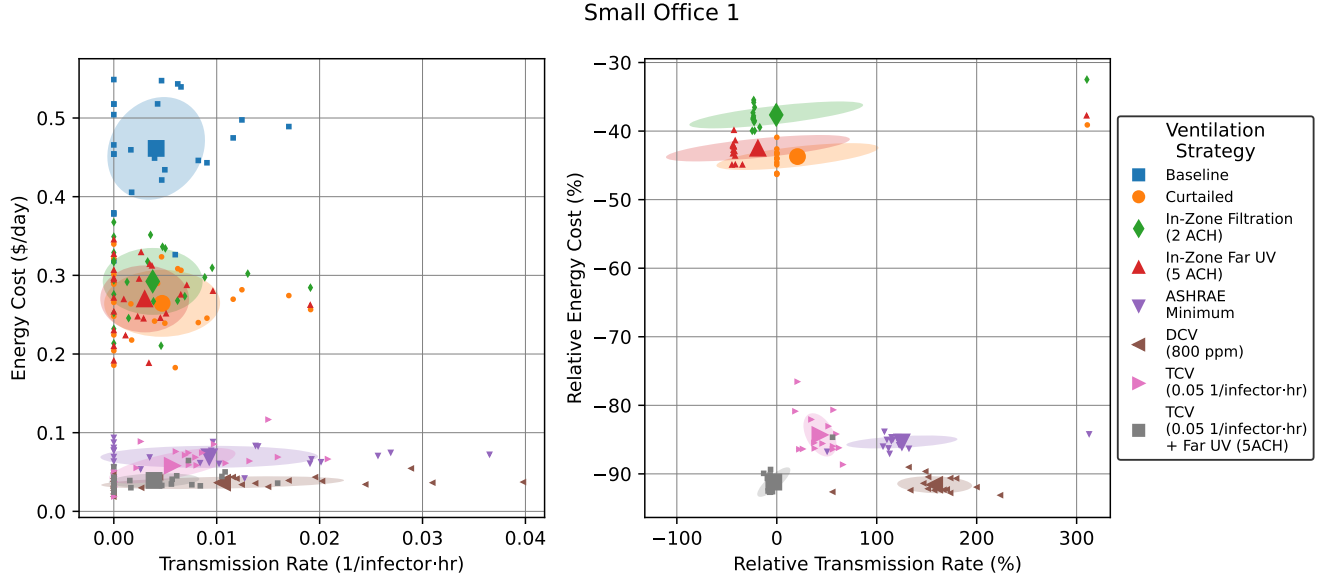 Small Office 1
Energy Cost ($/day)
0.5
0.4
0.3
0.2
0.1
0.0
0.00
0.01
0.02
0.03
0.04
Transmission Rate (1/infector·hr)
Relative Energy Cost (%)
−30
−40
−50
−60
−70
−80
−90
−100
0
100
200
300
Relative Transmission Rate (%)
Ventilation
Strategy
Baseline
Curtailed
In-Zone Filtration
(2 ACH)
In-Zone Far UV
(5 ACH)
ASHRAE
Minimum
DCV
(800 ppm)
TCV
(0.05 1/infector·hr)
TCV
(0.05 1/infector·hr)
+ Far UV (5ACH)